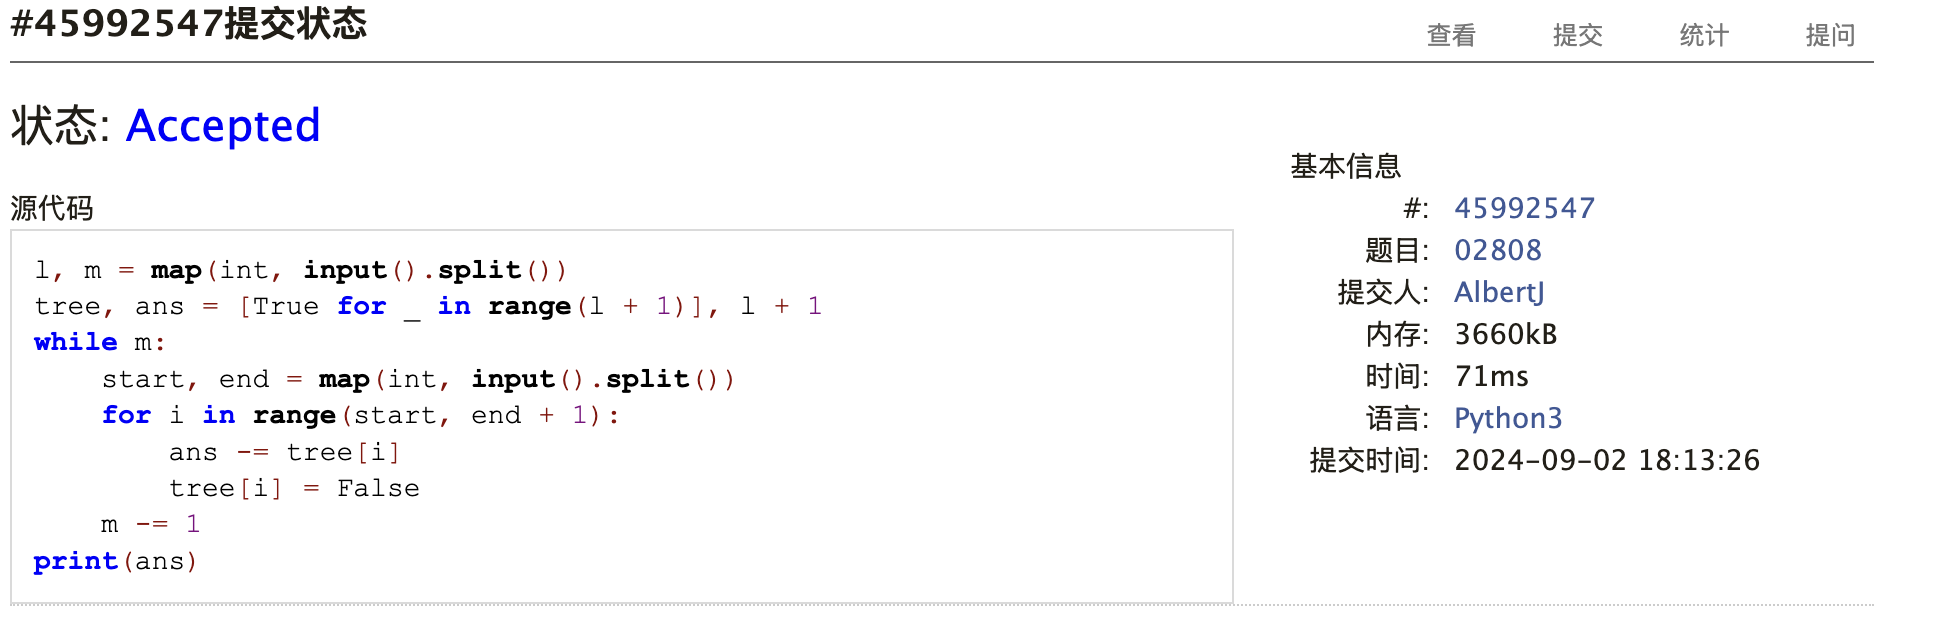 #45992547提交状态
查看 提交 统计 提问
状态: Accepted
源代码
l, m = map(int, input().split())
tree, ans = [True for _ in range(l + 1)], l + 1
while m:
    start, end = map(int, input().split())
    for i in range(start, end + 1):
        ans -= tree[i]
        tree[i] = False
    m -= 1
print(ans)
基本信息
#: 45992547
题目: 02808
提交人: AlbertJ
内存: 3660kB
时间: 71ms
语言: Python3
提交时间: 2024-09-02 18:13:26